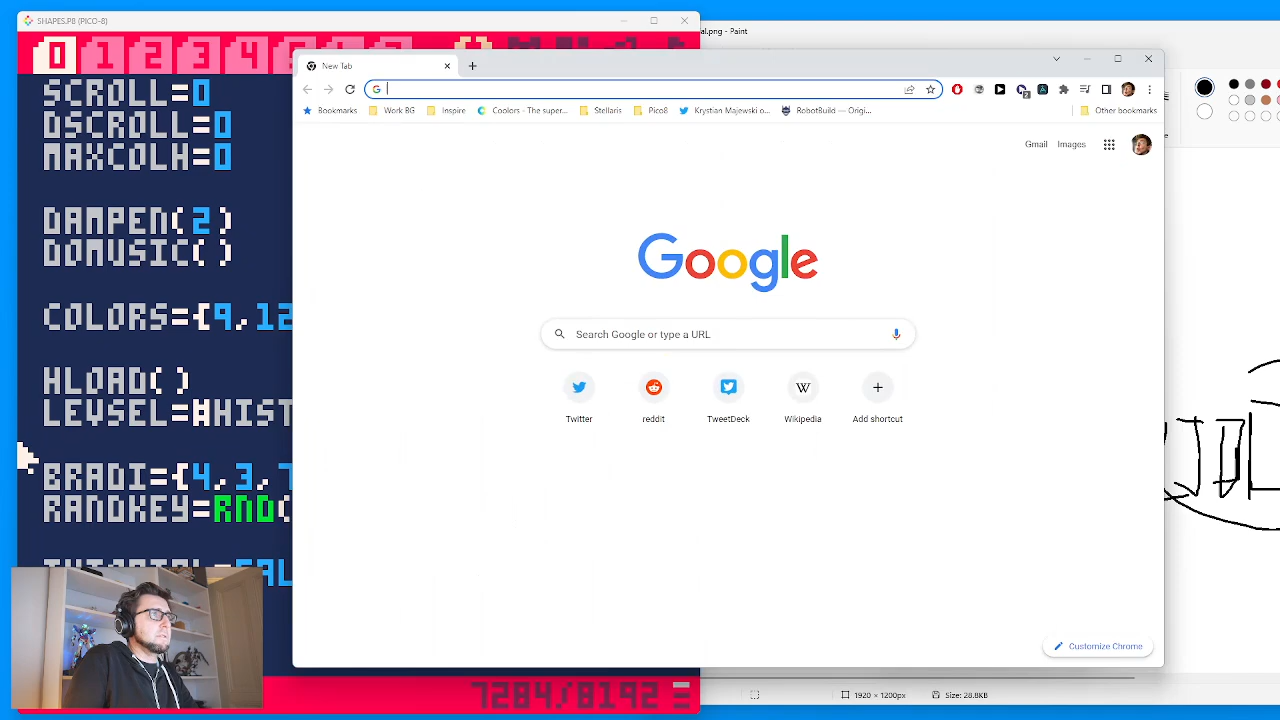 SHAPES.P8 (PICO-8)
al.png - Paint
0 1 2 3 4
New Tab
SCROLL=0
DSCROLL=0
MAXCOLH=0
DAMPEN(2)
DOMUSIC()
COLORS={9,12
HLOAD()
LEVSEL=#HIST
BRADI={4,3,7
RANDKEY=RND(
Bookmarks
Work BG
Inspire
Coolors - The super...
Stellaris
Pico8
Krystian Majewski o...
RobotBuild — Origi...
Other bookmarks
Gmail Images
Google
Search Google or type a URL
Twitter
reddit
TweetDeck
W
Wikipedia
Add shortcut
Customize Chrome
7284/8192
1920 × 1200px
Size: 28.8KB